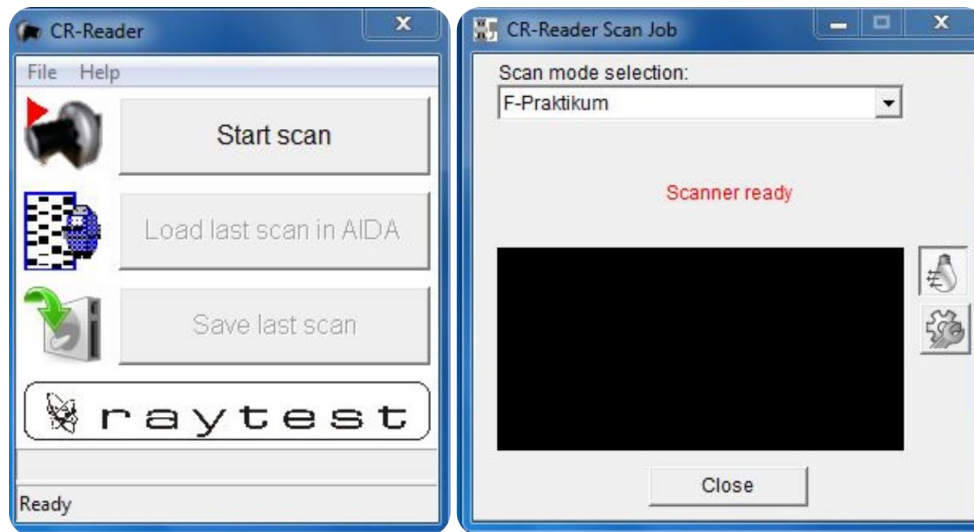 CR-Reader
File Help
Start scan
Load last scan in AIDA
Save last scan
raytest
Ready
CR-Reader Scan Job
Scan mode selection:
F-Praktikum
Scanner ready
Close